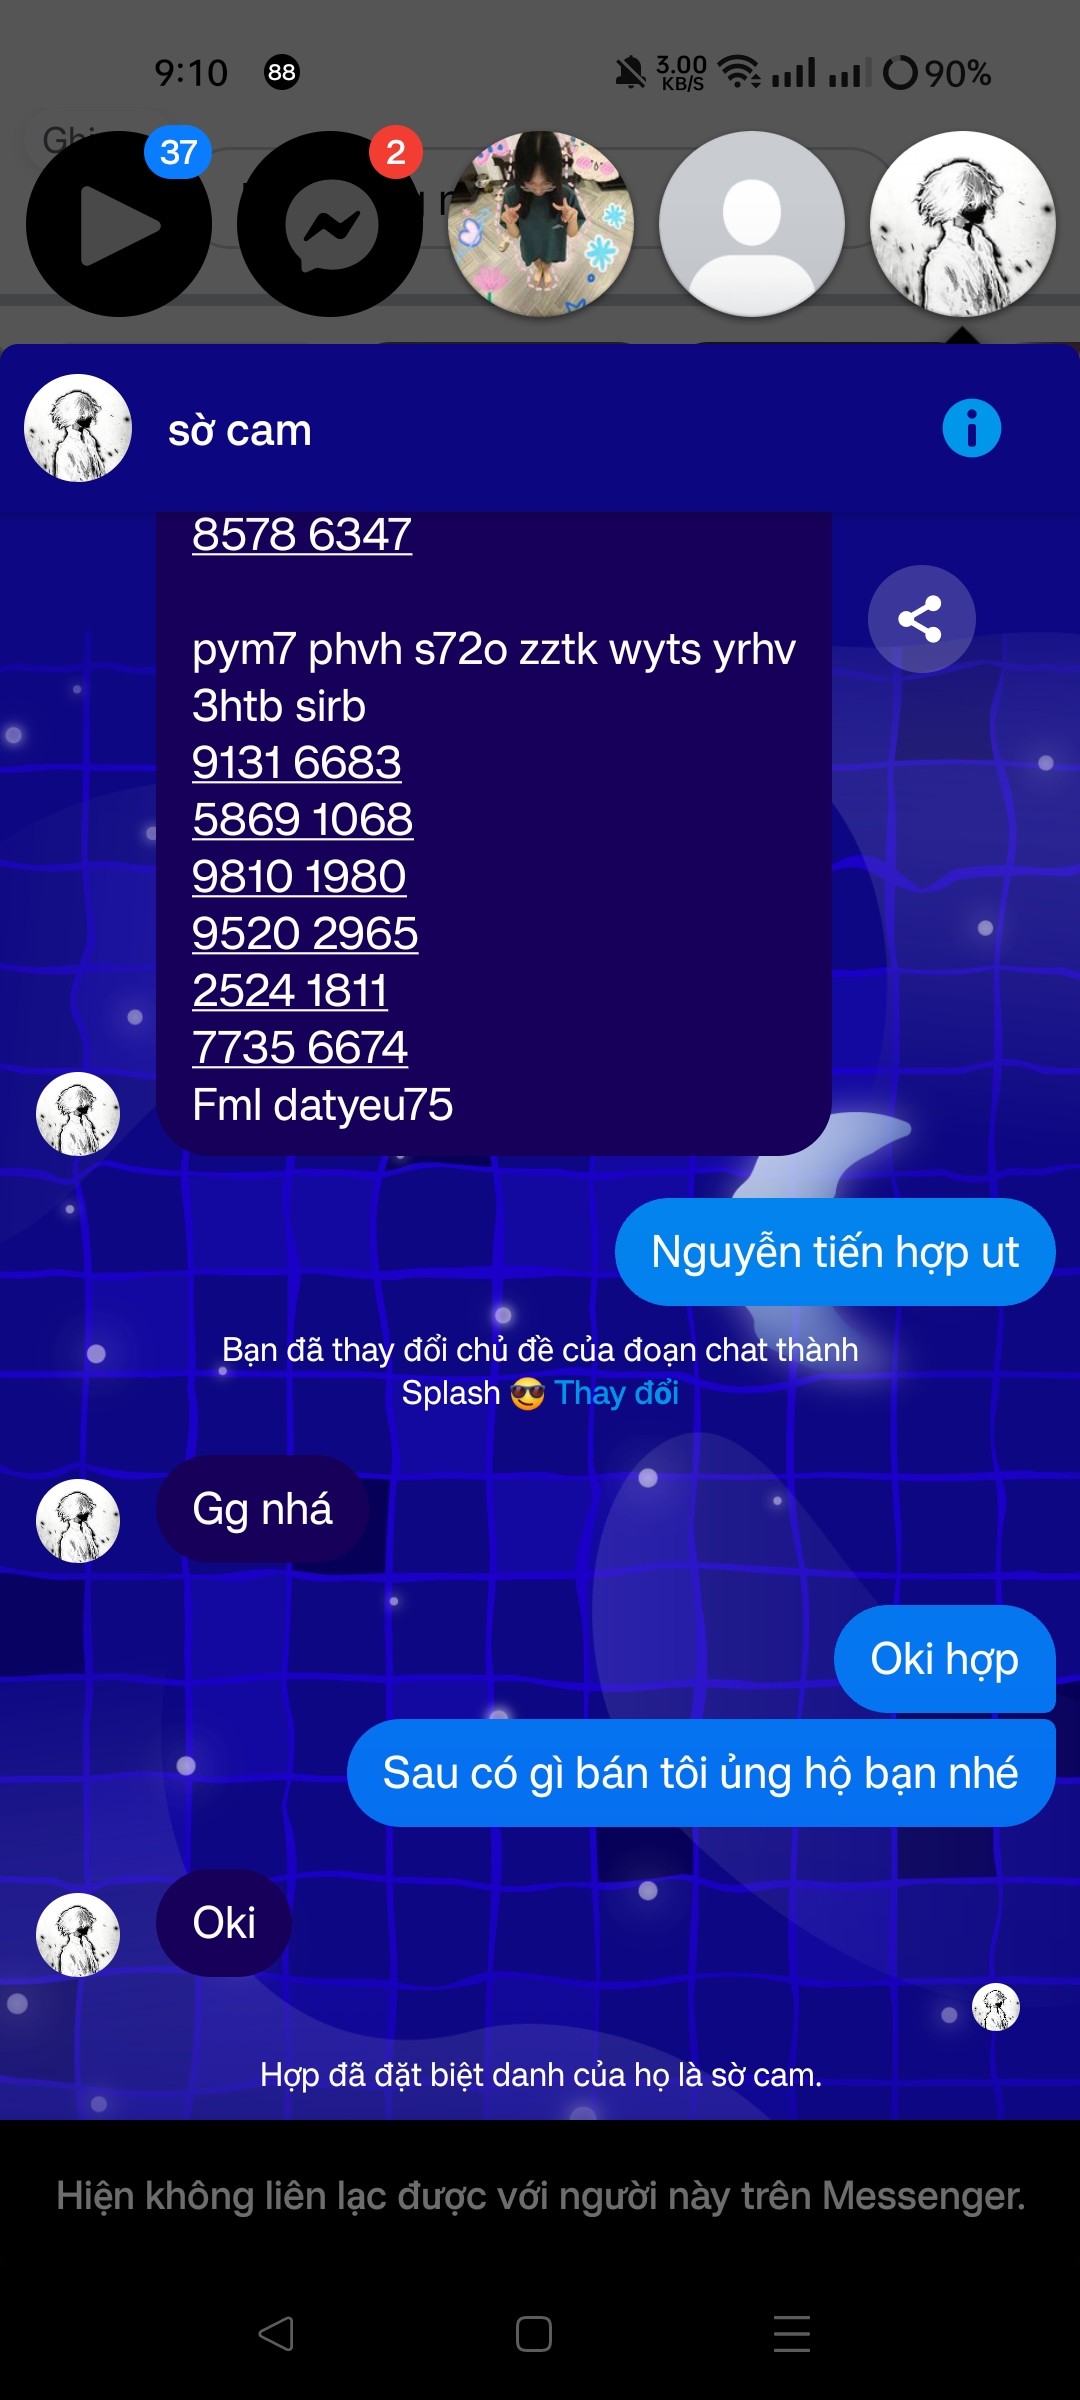 9:10
88
3.00
KB/S
90%
Ghi
37
2
sờ cam
8578 6347
pym7 phvh s72o zztk wyts yrhv
3htb sirb
9131 6683
5869 1068
9810 1980
9520 2965
2524 1811
7735 6674
Fml datyeu75
Nguyễn tiến hợp ut
Bạn đã thay đổi chủ đề của đoạn chat thành
Splash 😎 Thay đổi
Gg nhá
Oki hợp
Sau có gì bán tôi ủng hộ bạn nhé
Oki
Hợp đã đặt biệt danh của họ là sờ cam.
Hiện không liên lạc được với người này trên Messenger.